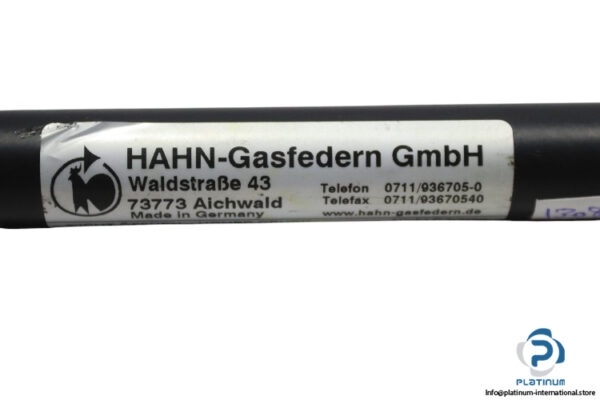 HAHN-Gasfedern GmbH
Waldstraße 43
73773 Aichwald
Made in Germany
Telefon 0711/936705-0
Telefax 0711/93670540
www.hahn-gasfedern.de
PLATINUM
Info@platinum-international.store